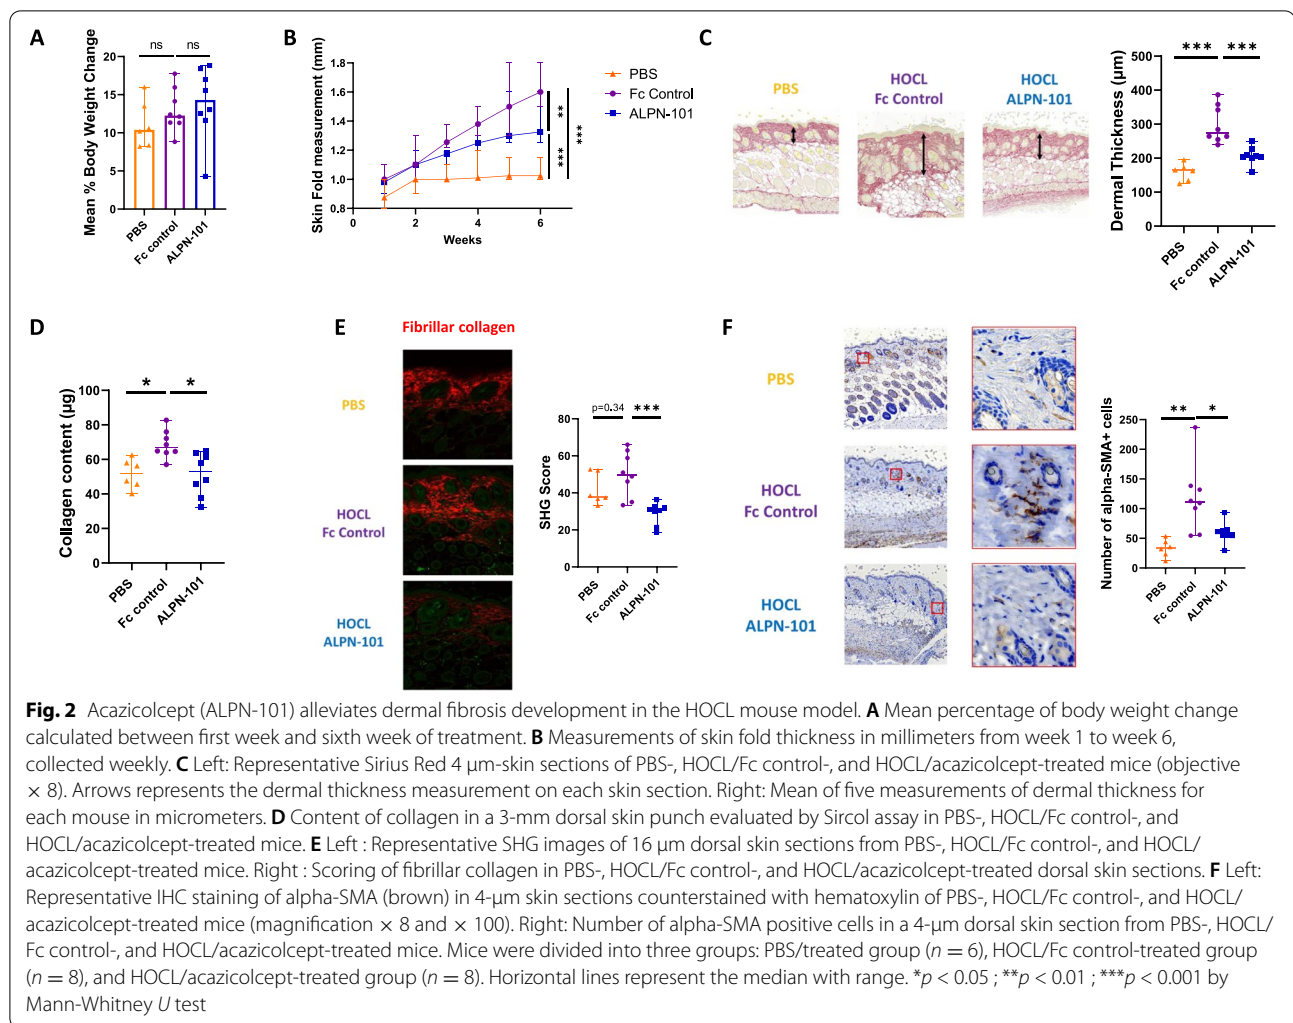 A
ns ns
Mean % Body Weight Change
20
15
10
5
0
PBS
Fc control
ALPN-101
B
Skin Fold measurement (mm)
1.8
1.6
1.4
1.2
1.0
0.8
0 2 4 6
Weeks
PBS
Fc Control
ALPN-101
**
***
***
C
PBS
HOCL
Fc Control
HOCL
ALPN-101
*** ***
Dermal Thickness (µm)
500
400
300
200
100
0
PBS
Fc control
ALPN-101
D
* *
Collagen content (µg)
100
80
60
40
20
0
PBS
Fc control
ALPN-101
E
Fibrillar collagen
PBS
HOCL
Fc Control
HOCL
ALPN-101
p=0.34 ***
SHG Score
80
60
40
20
0
PBS
Fc control
ALPN-101
F
PBS
HOCL
Fc Control
HOCL
ALPN-101
** *
Number of alpha-SMA+ cells
250
200
150
100
50
0
PBS
Fc control
ALPN-101
Fig. 2 Acazicolcept (ALPN-101) alleviates dermal fibrosis development in the HOCL mouse model. A Mean percentage of body weight change
calculated between first week and sixth week of treatment. B Measurements of skin fold thickness in millimeters from week 1 to week 6,
collected weekly. C Left: Representative Sirius Red 4 µm-skin sections of PBS-, HOCL/Fc control-, and HOCL/acazicolcept-treated mice (objective
× 8). Arrows represents the dermal thickness measurement on each skin section. Right: Mean of five measurements of dermal thickness for
each mouse in micrometers. D Content of collagen in a 3-mm dorsal skin punch evaluated by Sircol assay in PBS-, HOCL/Fc control-, and
HOCL/acazicolcept-treated mice. E Left : Representative SHG images of 16 µm dorsal skin sections from PBS-, HOCL/Fc control-, and HOCL/
acazicolcept-treated mice. Right : Scoring of fibrillar collagen in PBS-, HOCL/Fc control-, and HOCL/acazicolcept-treated dorsal skin sections. F Left:
Representative IHC staining of alpha-SMA (brown) in 4-µm skin sections counterstained with hematoxylin of PBS-, HOCL/Fc control-, and HOCL/
acazicolcept-treated mice (magnification × 8 and × 100). Right: Number of alpha-SMA positive cells in a 4-µm dorsal skin section from PBS-, HOCL/
Fc control-, and HOCL/acazicolcept-treated mice. Mice were divided into three groups: PBS/treated group (n = 6), HOCL/Fc control-treated group
(n = 8), and HOCL/acazicolcept-treated group (n = 8). Horizontal lines represent the median with range. *p < 0.05 ; **p < 0.01 ; ***p < 0.001 by
Mann-Whitney U test